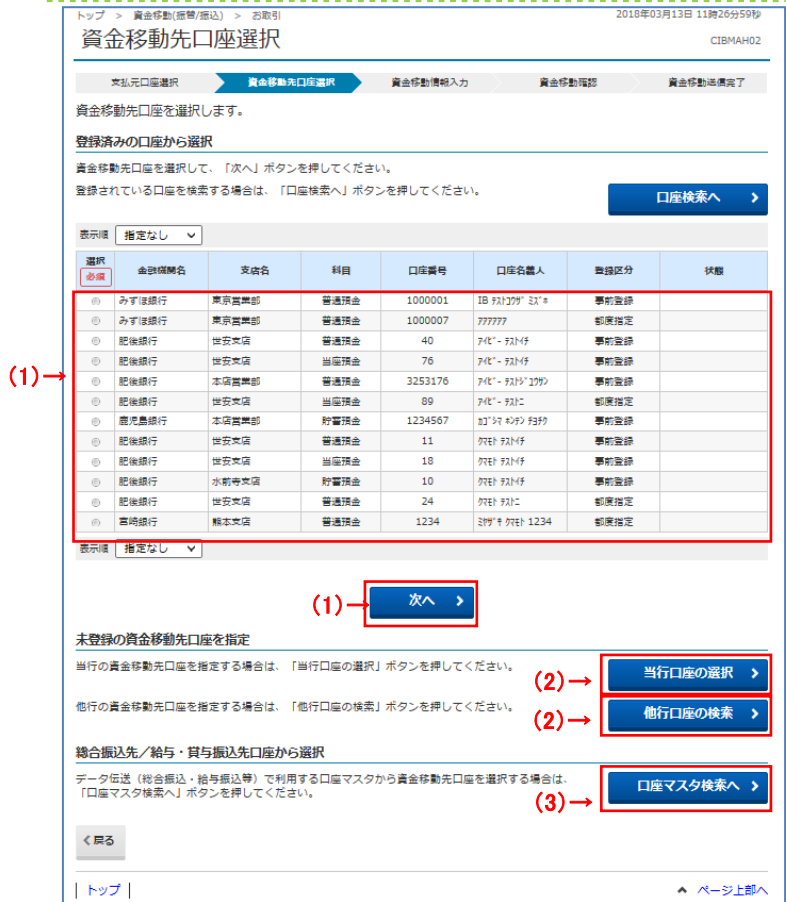 トップ > 資金移動(振替/振込) > お取引
2018年03月13日 11時26分59秒
資金移動先口座選択
CIBMAH02
支払元口座選択 資金移動先口座選択 資金移動情報入力 資金移動確認 資金移動送信完了
資金移動先口座を選択します。
登録済みの口座から選択
資金移動先口座を選択して、「次へ」ボタンを押してください。
登録されている口座を検索する場合は、「口座検索へ」ボタンを押してください。
口座検索へ
表示順 指定なし
選択 必須 金融機関名 支店名 科目 口座番号 口座名義人 登録区分 状態
(1)
みずほ銀行 東京営業部 普通預金 1000001 IB ﾃｽﾄｺｳｻﾞ ﾐｽﾞﾎ 事前登録
みずほ銀行 東京営業部 普通預金 1000007 ｱｱｱｱｱｱ 都度指定
肥後銀行 世安支店 普通預金 40 ｱｲﾋﾞｰ ﾃｽﾄｲﾁ 事前登録
肥後銀行 世安支店 当座預金 76 ｱｲﾋﾞｰ ﾃｽﾄｲﾁ 事前登録
肥後銀行 本店営業部 普通預金 3253176 ｱｲﾋﾞｰ ﾃｽﾄｼﾞﾕｳｻﾝ 事前登録
肥後銀行 世安支店 当座預金 89 ｱｲﾋﾞｰ ﾃｽﾄﾆ 都度指定
鹿児島銀行 本店営業部 貯蓄預金 1234567 ｶｺﾞｼﾏ ﾎﾝﾃﾝ ﾁﾖﾁｸ 事前登録
肥後銀行 世安支店 普通預金 11 ｸﾏﾓﾄ ﾃｽﾄｲﾁ 事前登録
肥後銀行 世安支店 当座預金 18 ｸﾏﾓﾄ ﾃｽﾄｲﾁ 事前登録
肥後銀行 水前寺支店 貯蓄預金 10 ｸﾏﾓﾄ ﾃｽﾄｲﾁ 事前登録
肥後銀行 世安支店 普通預金 24 ｸﾏﾓﾄ ﾃｽﾄﾆ 都度指定
宮崎銀行 熊本支店 普通預金 1234 ﾐﾔｻﾞｷ ｸﾏﾓﾄ 1234 都度指定
表示順 指定なし
(1) 次へ
未登録の資金移動先口座を指定
当行の資金移動先口座を指定する場合は、「当行口座の選択」ボタンを押してください。
(2) 当行口座の選択
他行の資金移動先口座を指定する場合は、「他行口座の検索」ボタンを押してください。
(2) 他行口座の検索
総合振込先／給与・賞与振込先口座から選択
データ伝送（総合振込・給与振込等）で利用する口座マスタから資金移動先口座を選択する場合は、
「口座マスタ検索へ」ボタンを押してください。
(3) 口座マスタ検索へ
戻る
トップ
ページ上部へ